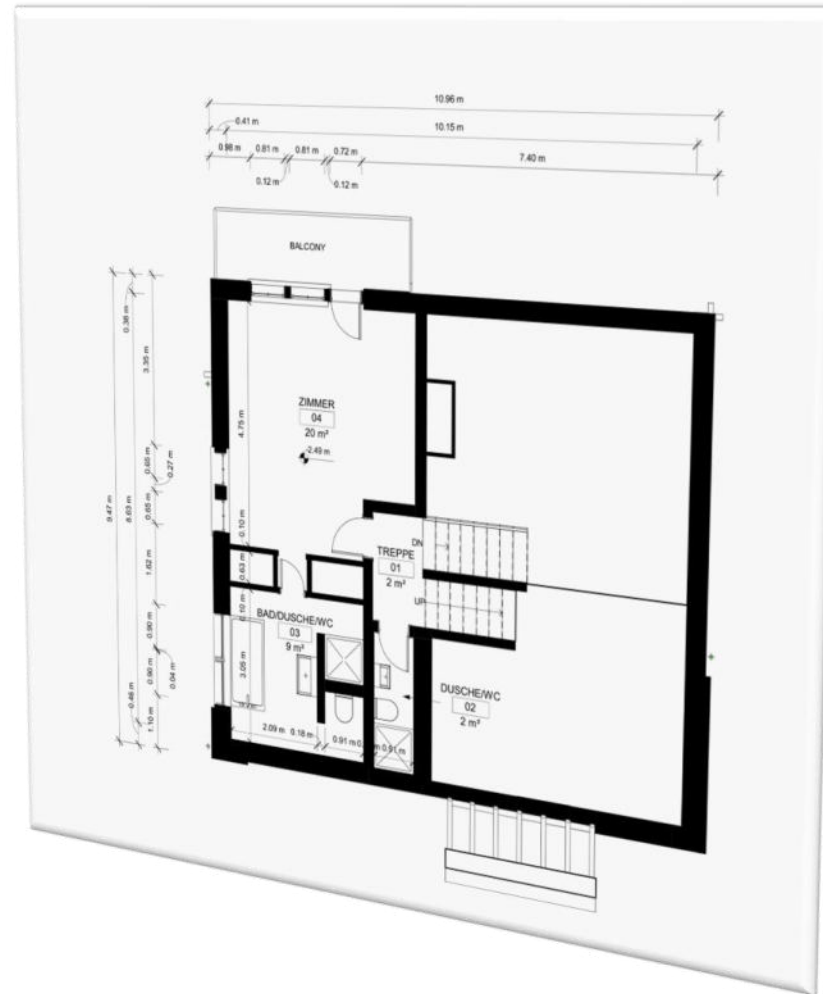 10.96 m
0.41 m
10.15 m
0.98 m
0.81 m
0.81 m
0.72 m
7.40 m
0.12 m
0.12 m
BALCONY
0.38 m
3.35 m
ZIMMER
04
20 m²
-2.49 m
4.75 m
0.65 m
0.27 m
9.47 m
8.63 m
0.65 m
0.10 m
DN
TREPPE
01
2 m²
1.62 m
0.63 m
UP
0.10 m
BAD/DUSCHE/WC
03
9 m²
0.90 m
3.05 m
0.90 m
0.04 m
DUSCHE/WC
02
2 m²
0.46 m
1.10 m
2.09 m
0.18 m
0.91 m
0.91 m